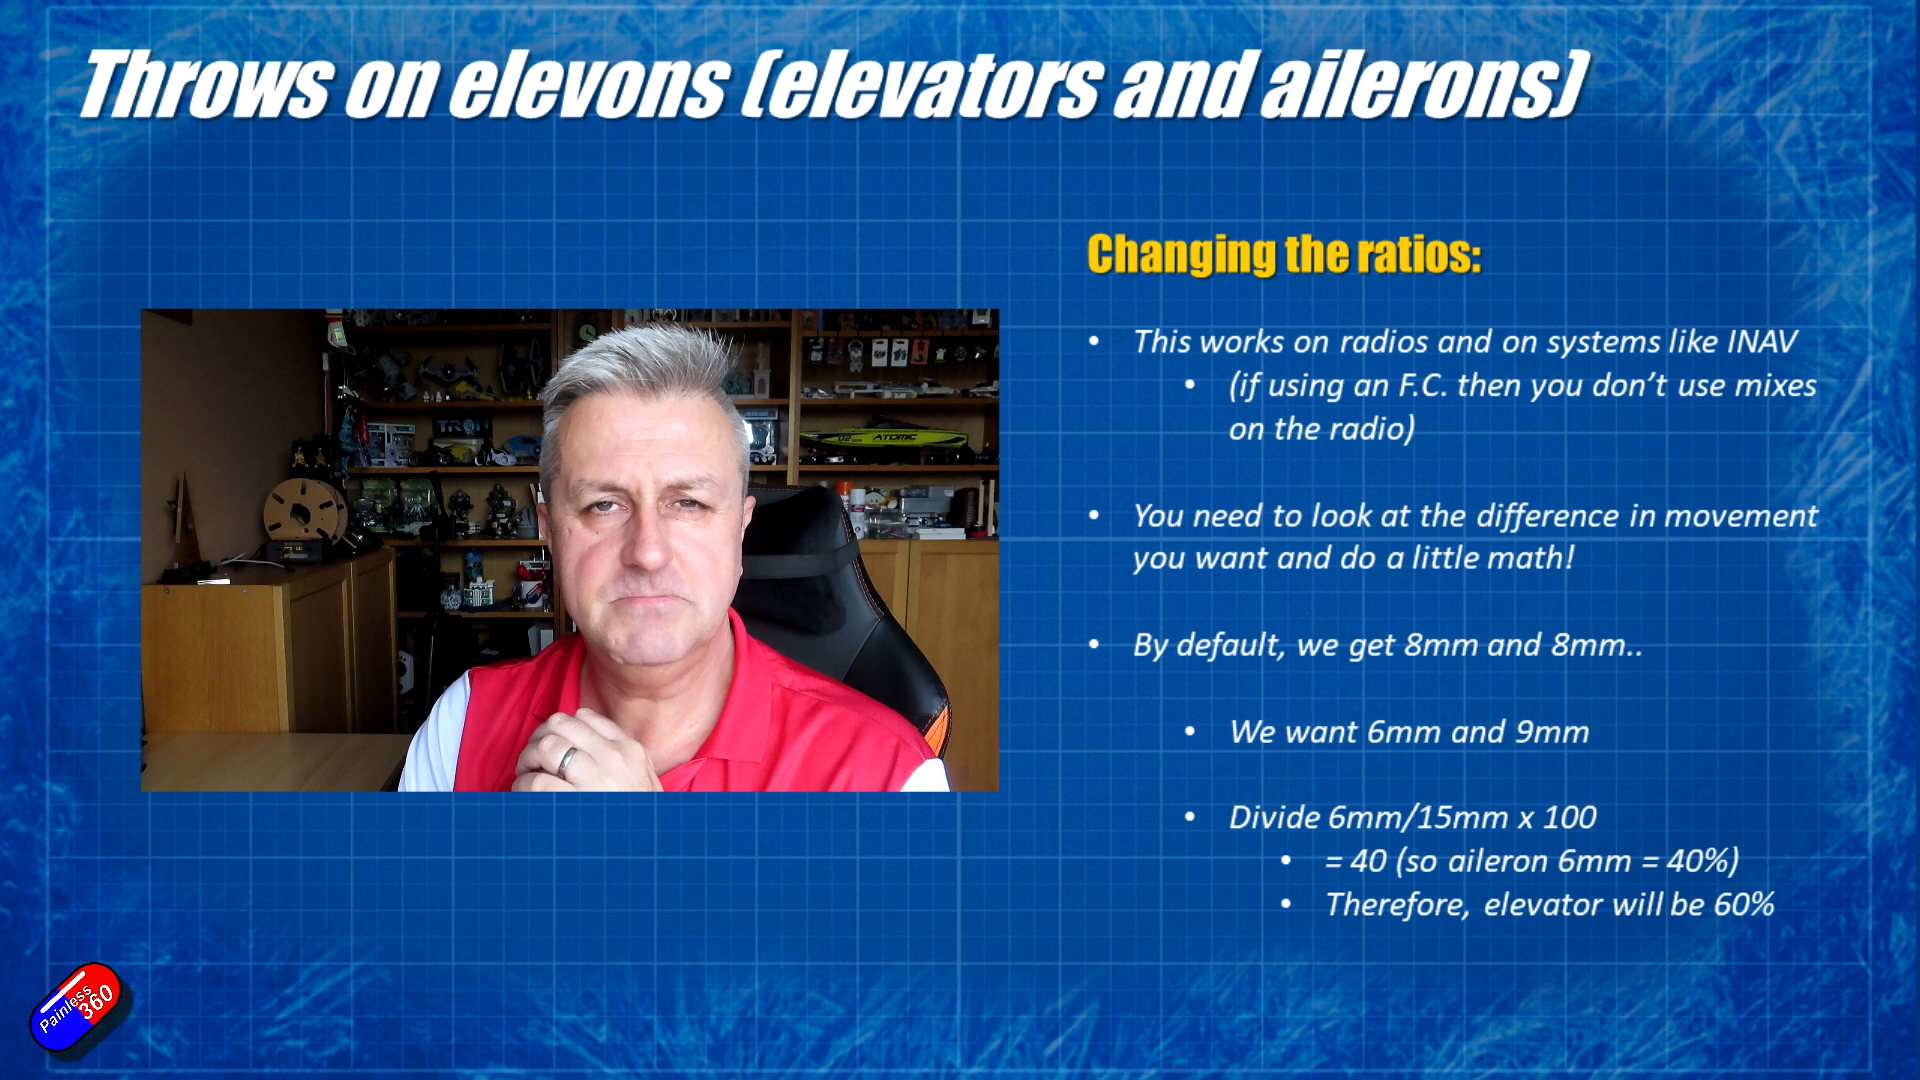 Throws on elevons (elevators and ailerons)
Changing the ratios:
• This works on radios and on systems like INAV
• (if using an F.C. then you don't use mixes
on the radio)
• You need to look at the difference in movement
you want and do a little math!
• By default, we get 8mm and 8mm..
• We want 6mm and 9mm
• Divide 6mm/15mm x 100
• = 40 (so aileron 6mm = 40%)
• Therefore, elevator will be 60%
TRON
02 ATOMIC
Painless
360